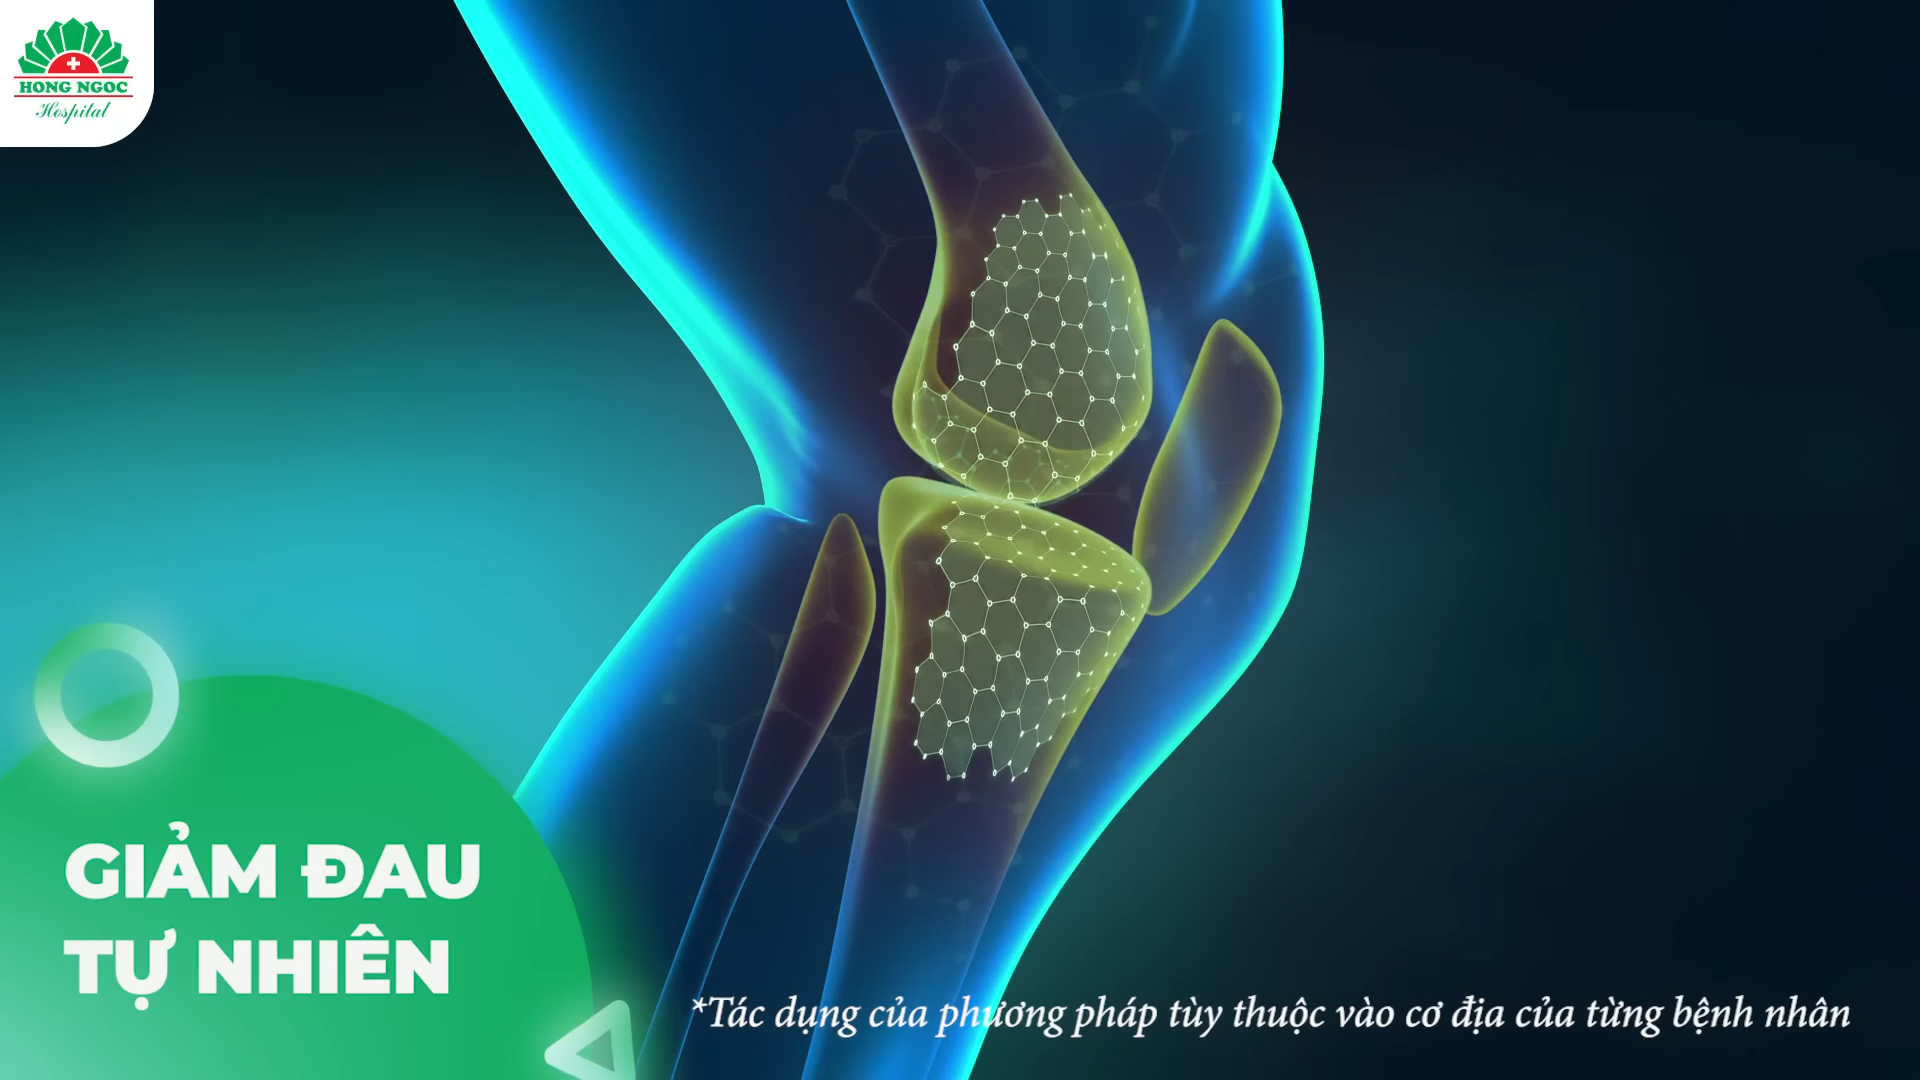 HONG NGOC
Hospital
GIẢM ĐAU
TỰ NHIÊN
*Tác dụng của phương pháp tùy thuộc vào cơ địa của từng bệnh nhân